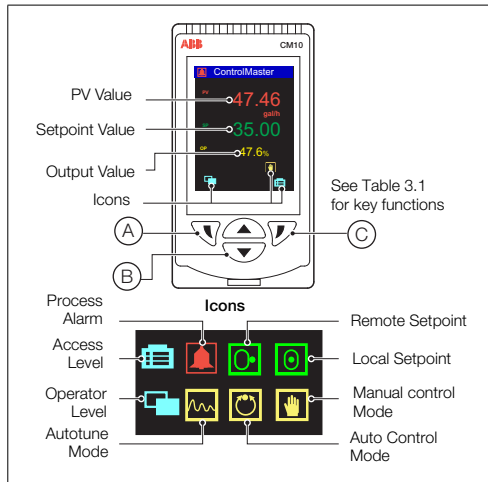 ABB
CM10
ControlMaster
PV Value
PV
47.46
gal/h
Setpoint Value
SP
35.00
Output Value
OP
47.6%
Icons
See Table 3.1
for key functions
A
B
C
Icons
Process
Alarm
Access
Level
Operator
Level
Autotune
Mode
Remote Setpoint
Local Setpoint
Manual control
Mode
Auto Control
Mode